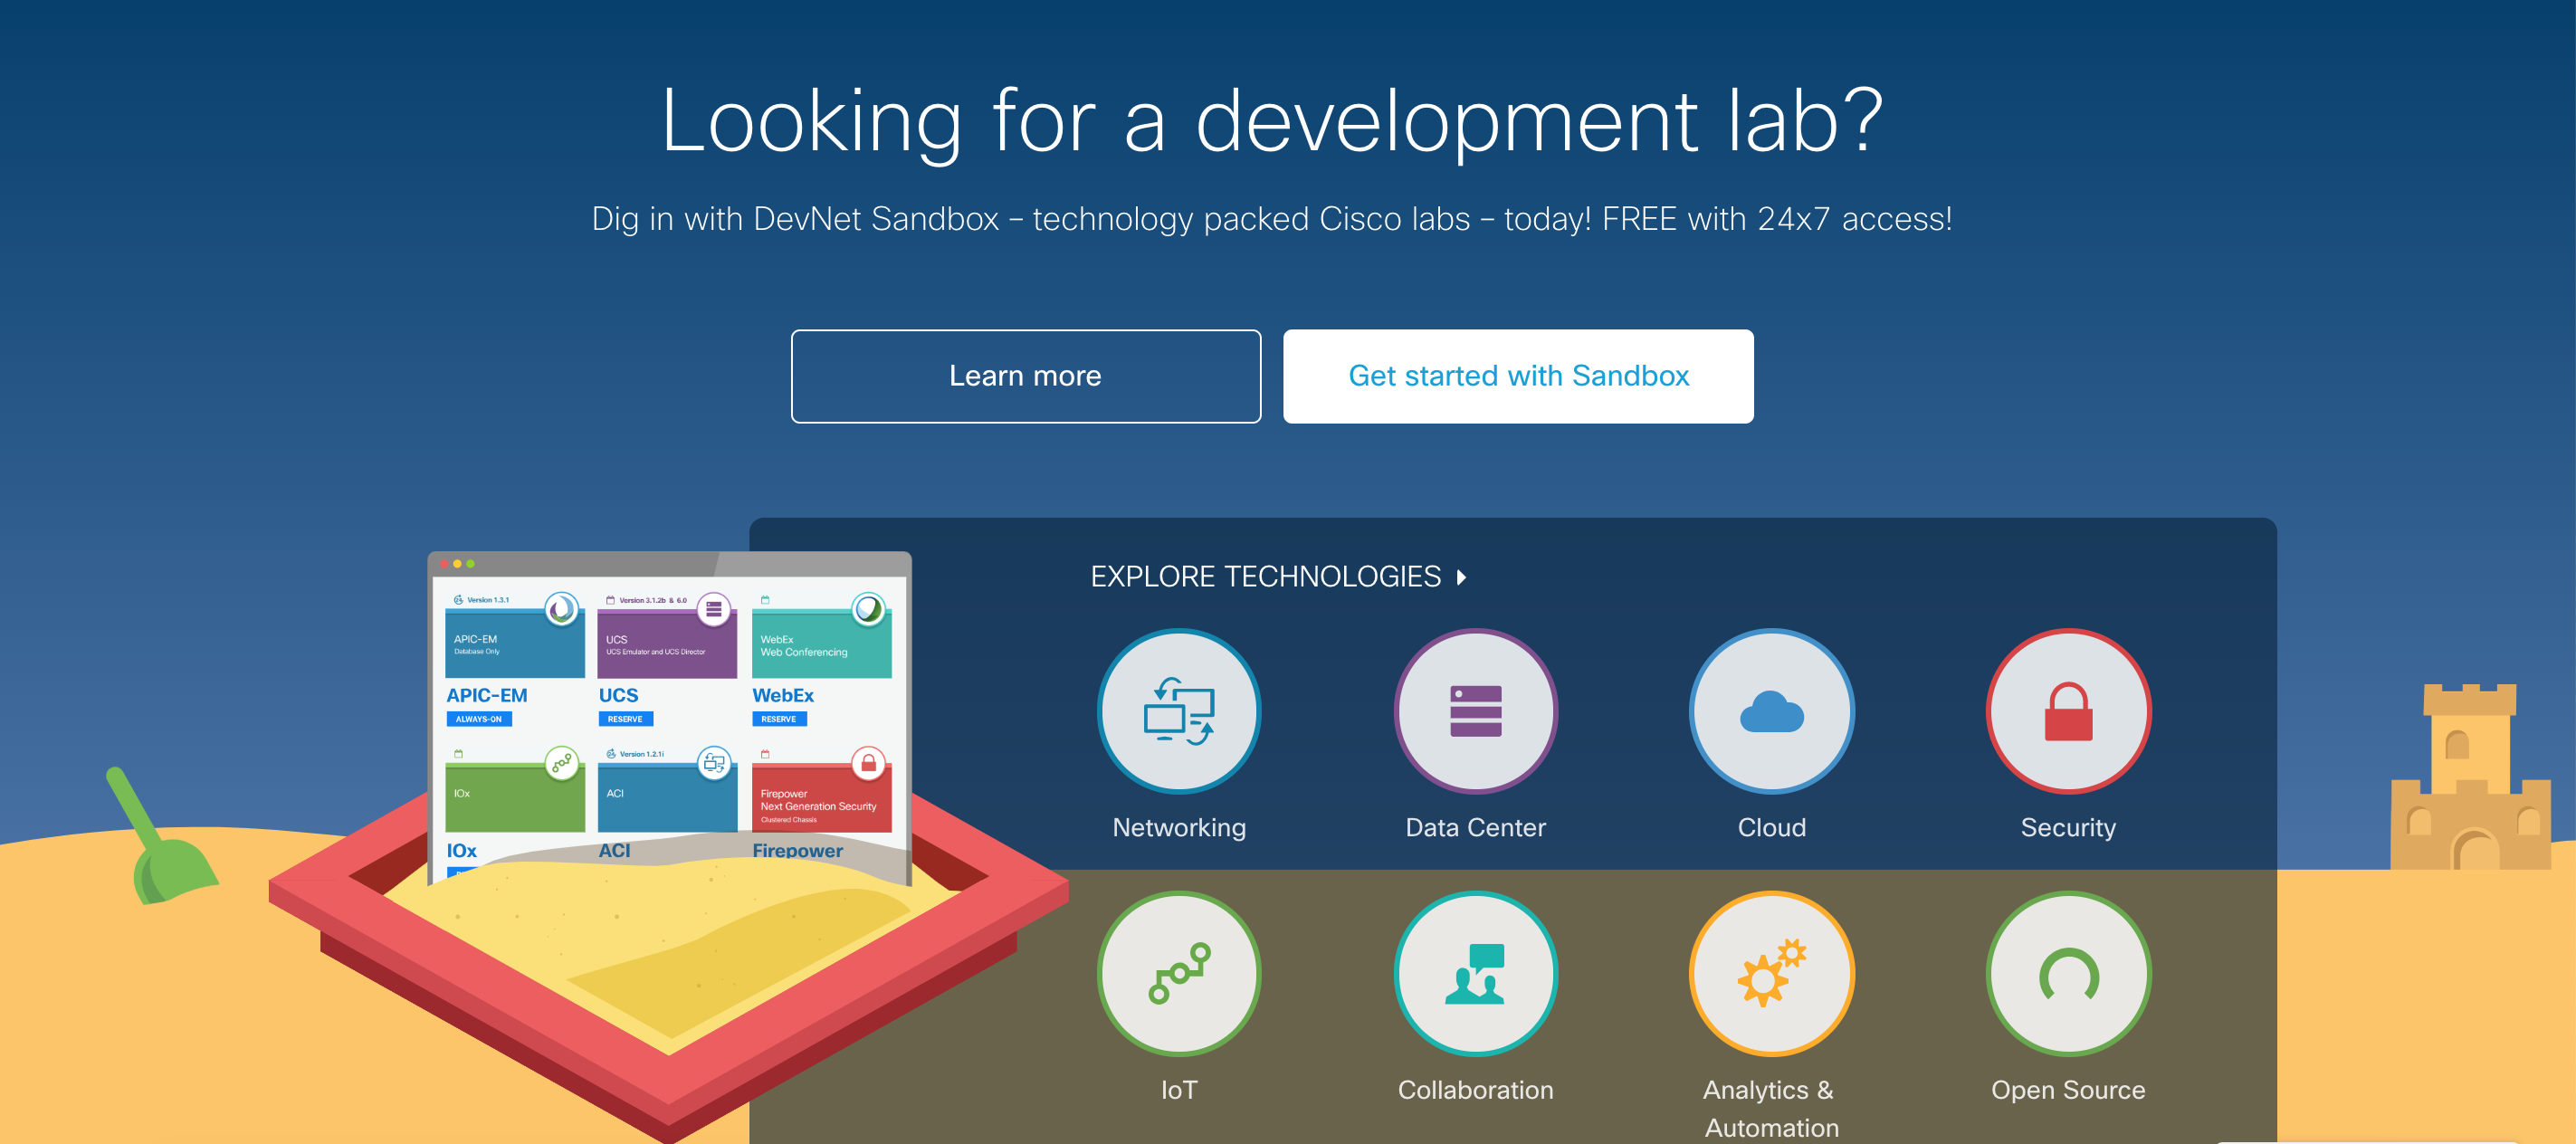 Looking for a development lab?
Dig in with DevNet Sandbox – technology packed Cisco labs – today! FREE with 24x7 access!
Learn more
Get started with Sandbox
EXPLORE TECHNOLOGIES
Networking
Data Center
Cloud
Security
IoT
Collaboration
Analytics &
Automation
Open Source
Version 1.3.1
APIC-EM
Database Only
APIC-EM
ALWAYS-ON
Version 3.1.2b & 6.0
UCS
UCS Emulator and UCS Director
UCS
RESERVE
WebEx
Web Conferencing
WebEx
RESERVE
IOx
IOx
Version 1.2.1i
ACI
ACI
Firepower
Next Generation Security
Clustered Chassis
Firepower